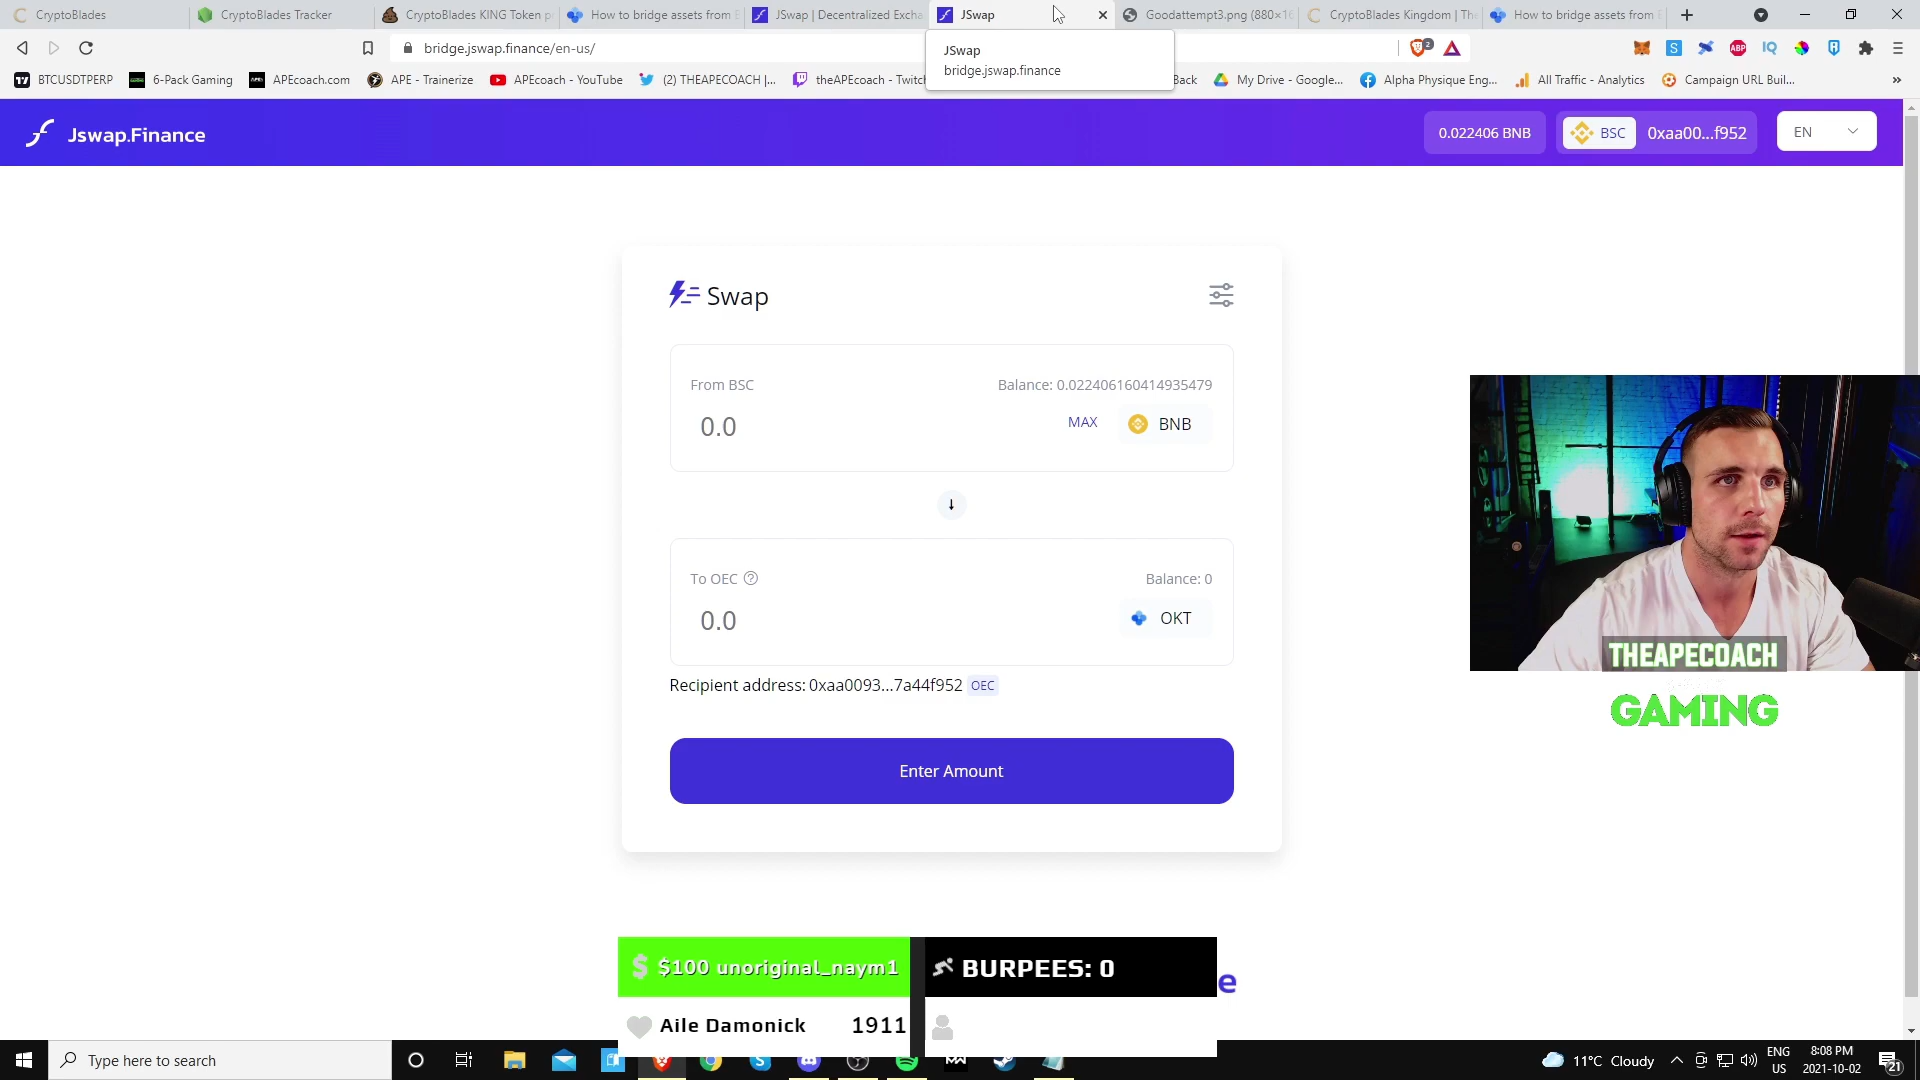 CryptoBlades
CryptoBlades Tracker
CryptoBlades KING Token p
How to bridge assets from
JSwap | Decentralized Excha
JSwap
Goodattempt3.png (880×16
CryptoBlades Kingdom | Th
How to bridge assets from
bridge.jswap.finance/en-us/
JSwap
bridge.jswap.finance
2
ABP
IQ
BTCUSDTPERP
6-Pack Gaming
APEcoach.com
APE - Trainerize
APEcoach - YouTube
(2) THEAPECOACH |...
theAPEcoach - Twitch
Back
My Drive - Google...
Alpha Physique Eng...
All Traffic - Analytics
Campaign URL Buil...
»
Jswap.Finance
0.022406 BNB
BSC
0xaa00...f952
EN
Swap
From BSC
Balance: 0.022406160414935479
0.0
MAX
BNB
To OEC
Balance: 0
0.0
OKT
Recipient address: 0xaa0093...7a44f952 OEC
Enter Amount
THEAPECOACH
GAMING
$ $100 unoriginal_naym1
BURPEES: 0
e
Aile Damonick 1911
Type here to search
11°C Cloudy
ENG
US
8:08 PM
2021-10-02
21